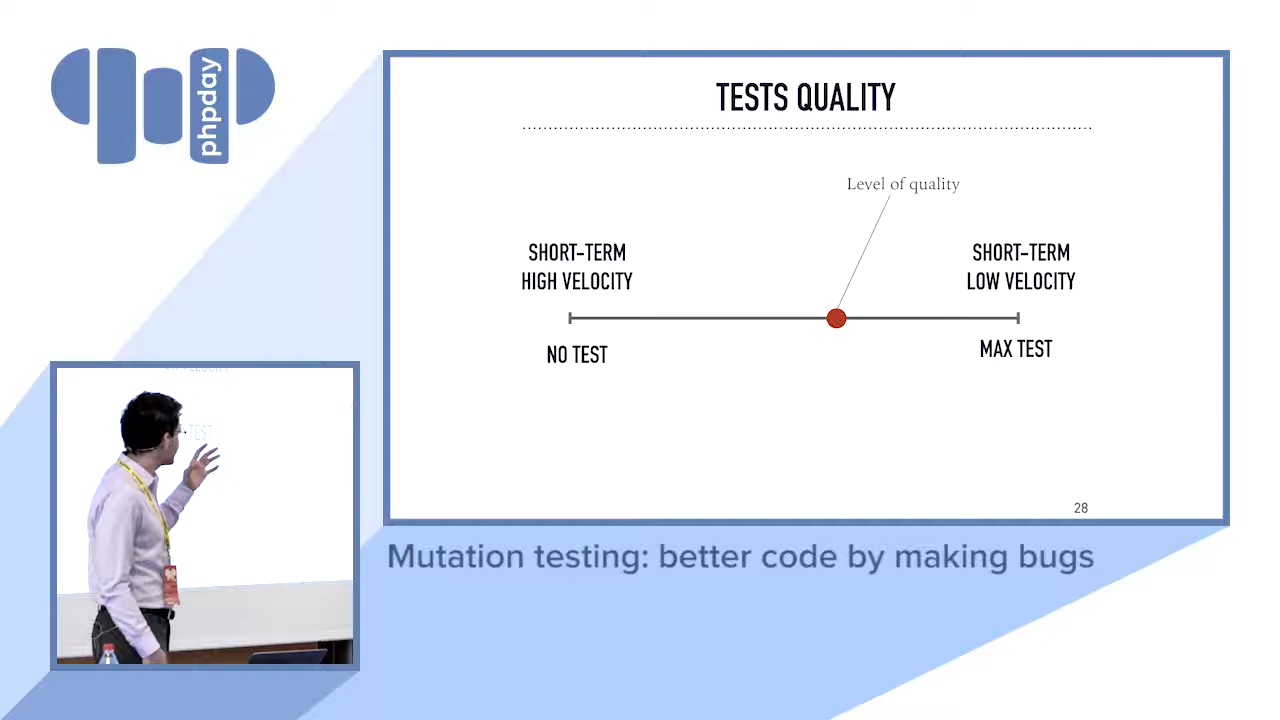 phpday
TESTS QUALITY
Level of quality
SHORT-TERM
HIGH VELOCITY
SHORT-TERM
LOW VELOCITY
NO TEST
MAX TEST
28
Mutation testing: better code by making bugs